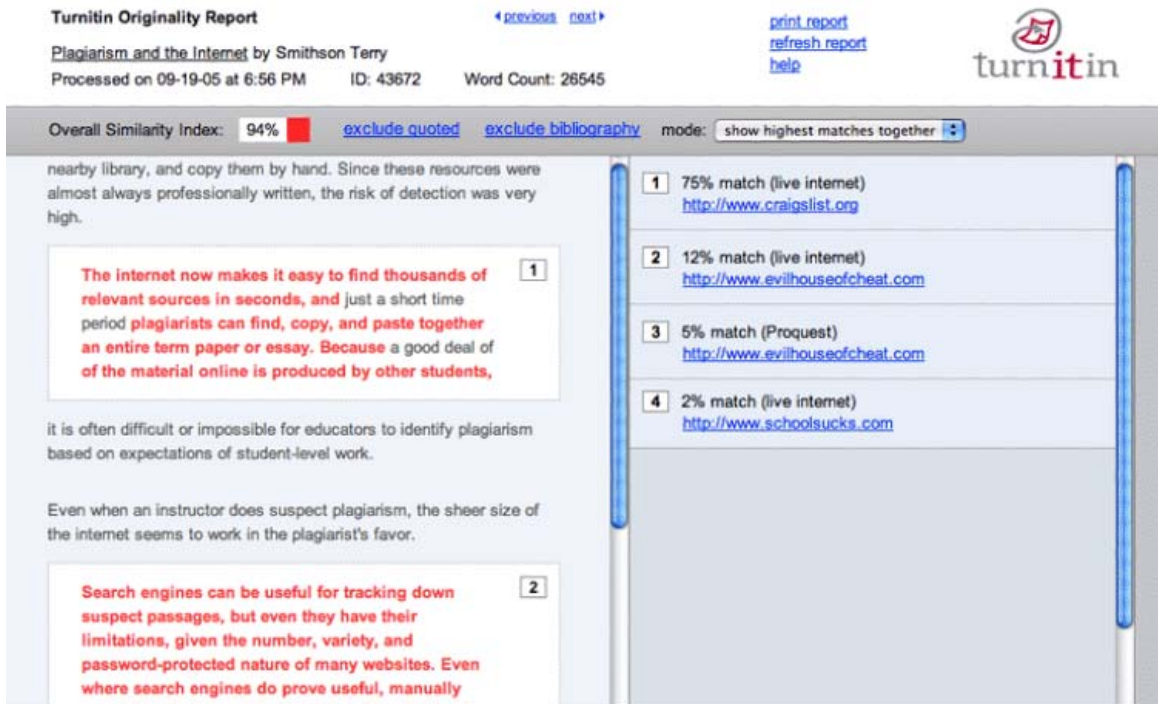 Turnitin Originality Report
previous next
print report
refresh report
help
turnitin
Plagiarism and the Internet by Smithson Terry
Processed on 09-19-05 at 6:56 PM ID: 43672 Word Count: 26545
Overall Similarity Index: 94% exclude quoted exclude bibliography mode: show highest matches together
nearby library, and copy them by hand. Since these resources were
almost always professionally written, the risk of detection was very
high.
The internet now makes it easy to find thousands of
relevant sources in seconds, and just a short time
period plagiarists can find, copy, and paste together
an entire term paper or essay. Because a good deal of
of the material online is produced by other students,
1
it is often difficult or impossible for educators to identify plagiarism
based on expectations of student-level work.
Even when an instructor does suspect plagiarism, the sheer size of
the internet seems to work in the plagiarist's favor.
Search engines can be useful for tracking down
suspect passages, but even they have their
limitations, given the number, variety, and
password-protected nature of many websites. Even
where search engines do prove useful, manually
2
1 75% match (live internet)
http://www.craigslist.org
2 12% match (live internet)
http://www.evilhouseofcheat.com
3 5% match (Proquest)
http://www.evilhouseofcheat.com
4 2% match (live internet)
http://www.schoolsucks.com